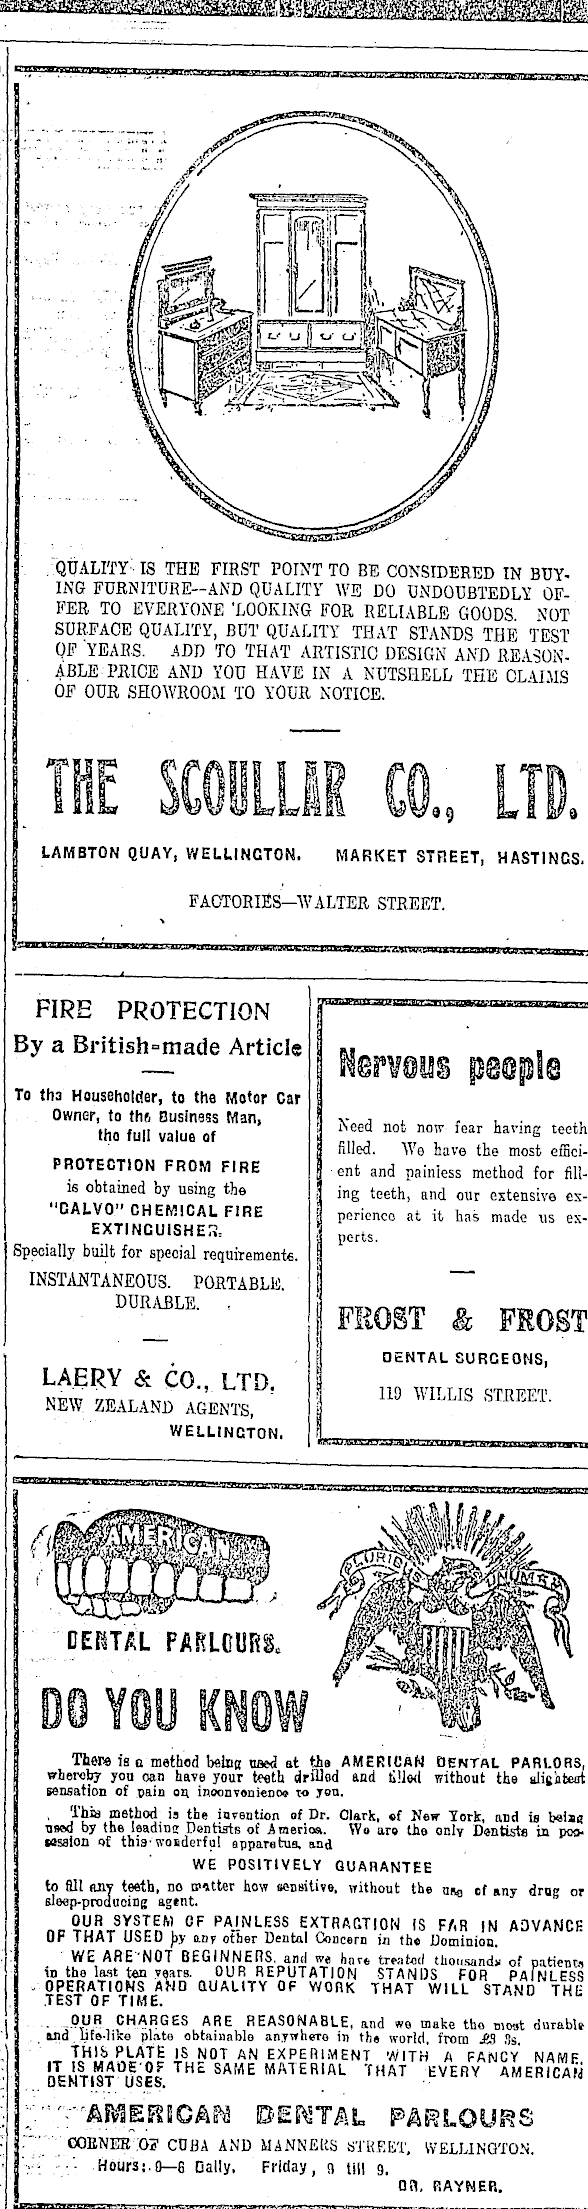 QUALITY IS THE FIRST POINT TO BE CONSIDERED IN BUY-
ING FURNITURE--AND QUALITY WE DO UNDOUBTEDLY OF-
FER TO EVERYONE LOOKING FOR RELIABLE GOODS. NOT
SURFACE QUALITY, BUT QUALITY THAT STANDS THE TEST
OF YEARS. ADD TO THAT ARTISTIC DESIGN AND REASON-
ABLE PRICE AND YOU HAVE IN A NUTSHELL THE CLAIMS
OF OUR SHOWROOM TO YOUR NOTICE.
THE SCOULLAR CO., LTD.
LAMBTON QUAY, WELLINGTON. MARKET STREET, HASTINGS.
FACTORIES—WALTER STREET.
FIRE PROTECTION
By a British-made Article
To the Householder, to the Motor Car
Owner, to the Business Man,
the full value of
PROTECTION FROM FIRE
is obtained by using the
"CALVO" CHEMICAL FIRE
EXTINGUISHER.
Specially built for special requirements.
INSTANTANEOUS. PORTABLE.
DURABLE.
LAERY & CO., LTD.
NEW ZEALAND AGENTS,
WELLINGTON.
Nervous people
Need not now fear having teeth
filled. We have the most effici-
ent and painless method for fill-
ing teeth, and our extensive ex-
perience at it has made us ex-
perts.
FROST & FROST
DENTAL SURGEONS,
119 WILLIS STREET.
AMERICAN
DENTAL PARLOURS.
PLURIBUS UNUM
DO YOU KNOW
There is a method being used at the AMERICAN DENTAL PARLORS,
whereby you can have your teeth drilled and filled without the slightest
sensation of pain or inconvenience to you.
This method is the invention of Dr. Clark, of New York, and is being
used by the leading Dentists of America. We are the only Dentists in pos-
session of this wonderful apparatus, and
WE POSITIVELY GUARANTEE
to fill any teeth, no matter how sensitive, without the use of any drug or
sleep-producing agent.
OUR SYSTEM OF PAINLESS EXTRACTION IS FAR IN ADVANCE
OF THAT USED by any other Dental Concern in the Dominion.
WE ARE NOT BEGINNERS, and we have treated thousands of patients
in the last ten years. OUR REPUTATION STANDS FOR PAINLESS
OPERATIONS AND QUALITY OF WORK THAT WILL STAND THE
TEST OF TIME.
OUR CHARGES ARE REASONABLE, and we make the most durable
and life-like plate obtainable anywhere in the world, from £3 3s.
THIS PLATE IS NOT AN EXPERIMENT WITH A FANCY NAME.
IT IS MADE OF THE SAME MATERIAL THAT EVERY AMERICAN
DENTIST USES.
AMERICAN DENTAL PARLOURS
CORNER OF CUBA AND MANNERS STREET, WELLINGTON.
Hours: 9—6 Daily. Friday, 9 till 9.
DR. RAYNER.